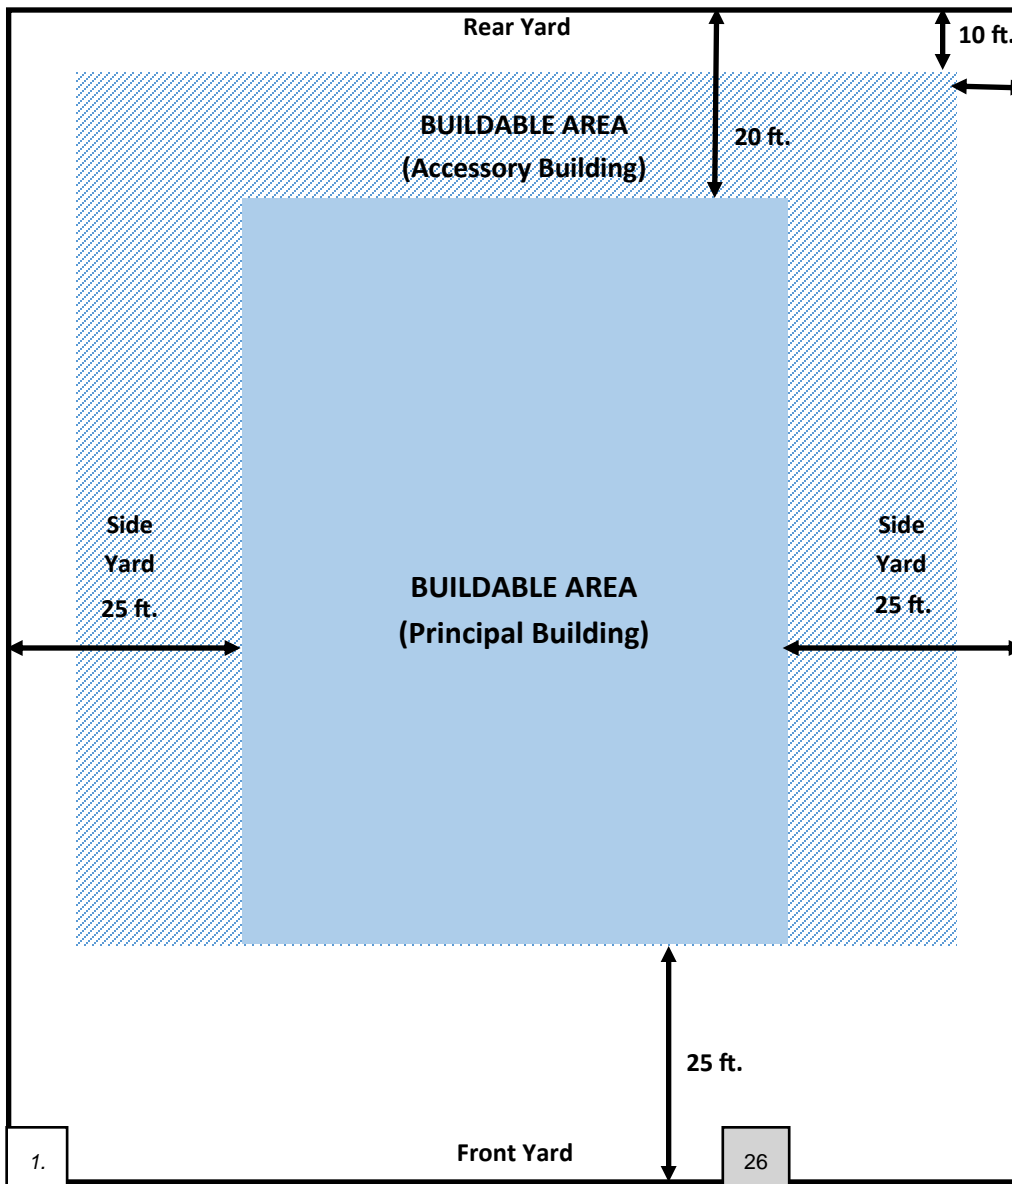 Rear Yard
10 ft.
BUILDABLE AREA
(Accessory Building)
20 ft.
Side
Yard
25 ft.
Side
Yard
25 ft.
BUILDABLE AREA
(Principal Building)
25 ft.
Front Yard
1.
26